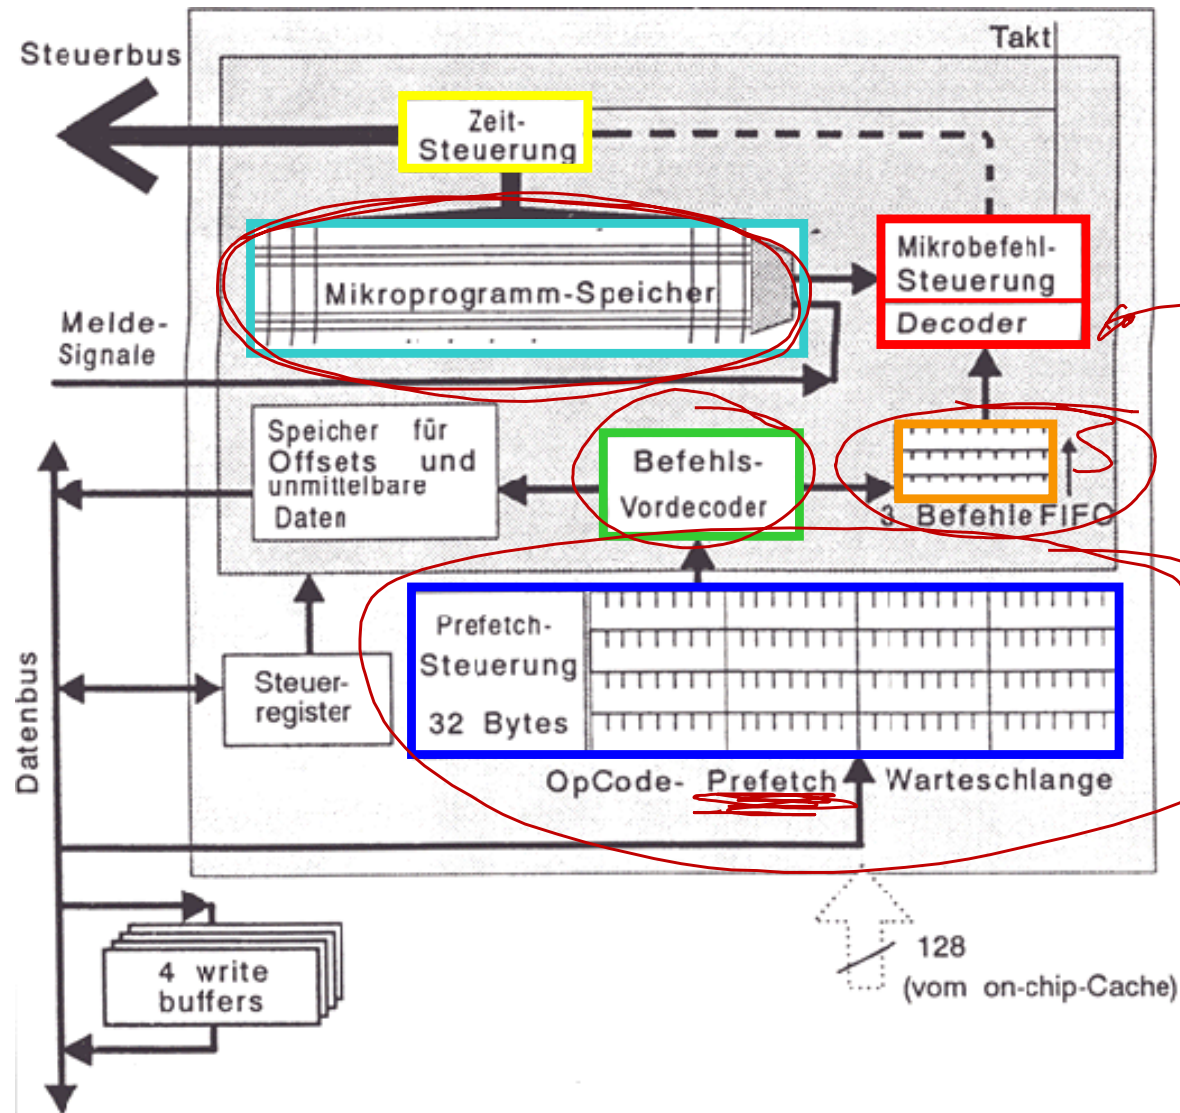 Takt
Steuerbus
Zeit-
Steuerung
Mikrobefehl-
Steuerung
Decoder
Mikroprogramm-Speicher
Melde-
Signale
Speicher für
Offsets und
unmittelbare
Daten
Befehls-
Vordecoder
3 Befehle FIFO
Prefetch-
Steuerung
32 Bytes
Steuer-
register
Datenbus
OpCode- Prefetch Warteschlange
4 write
buffers
128
(vom on-chip-Cache)